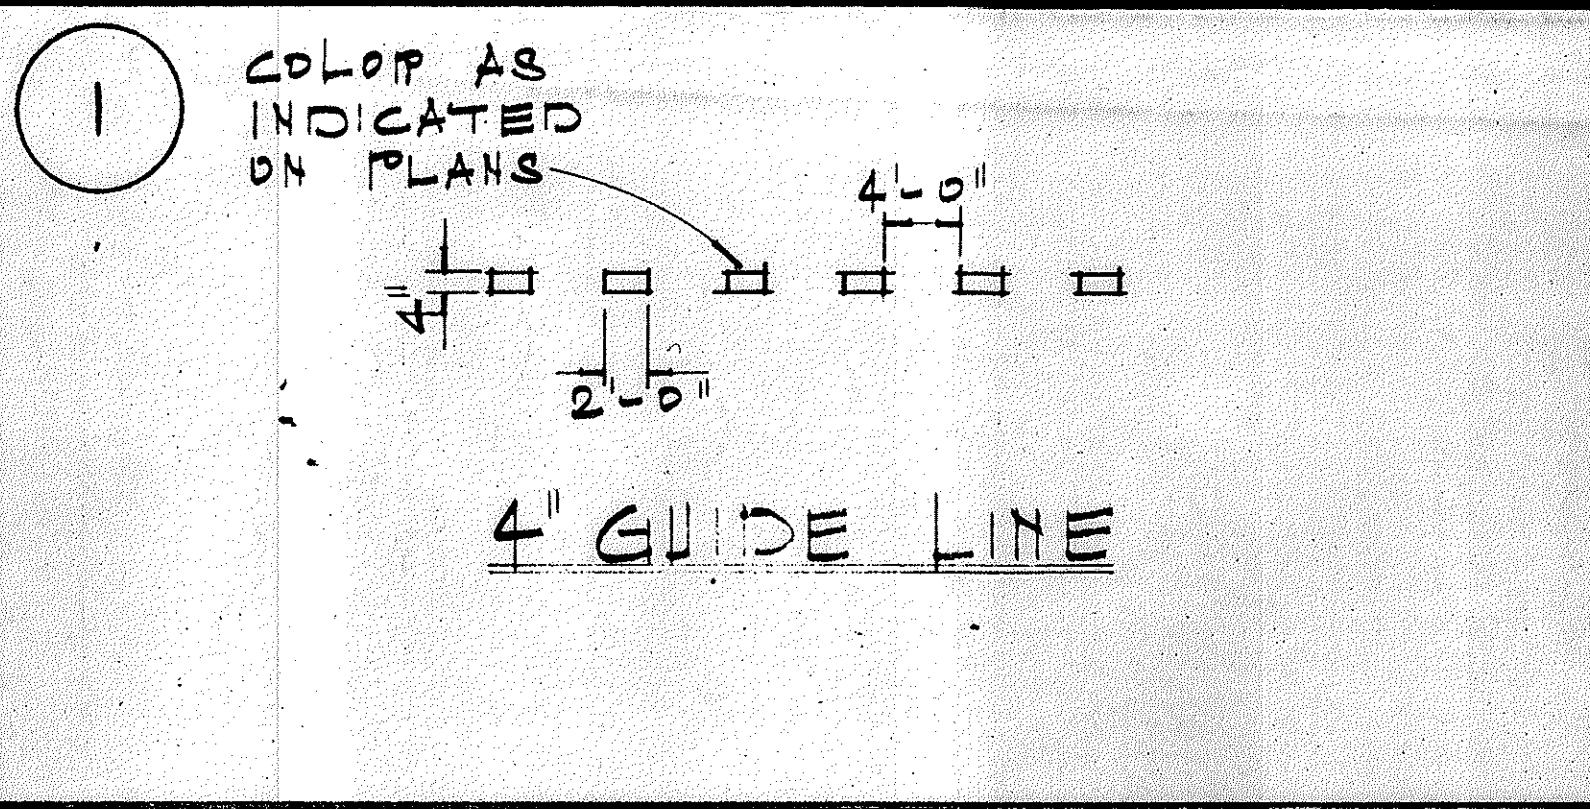 1
COLOR AS
INDICATED
ON PLANS
4'-0"
4"
2'-0"
4" GUIDE LINE